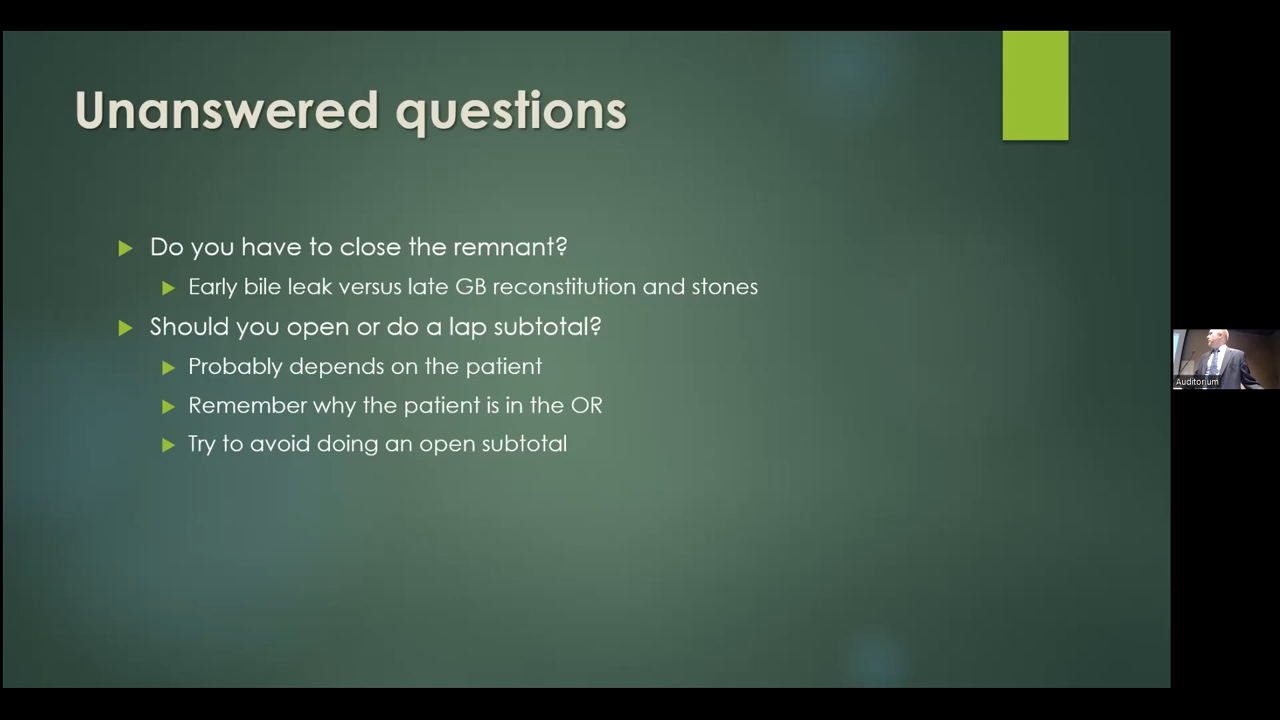 Unanswered questions
Do you have to close the remnant?
Early bile leak versus late GB reconstitution and stones
Should you open or do a lap subtotal?
Probably depends on the patient
Remember why the patient is in the OR
Try to avoid doing an open subtotal
Auditorium